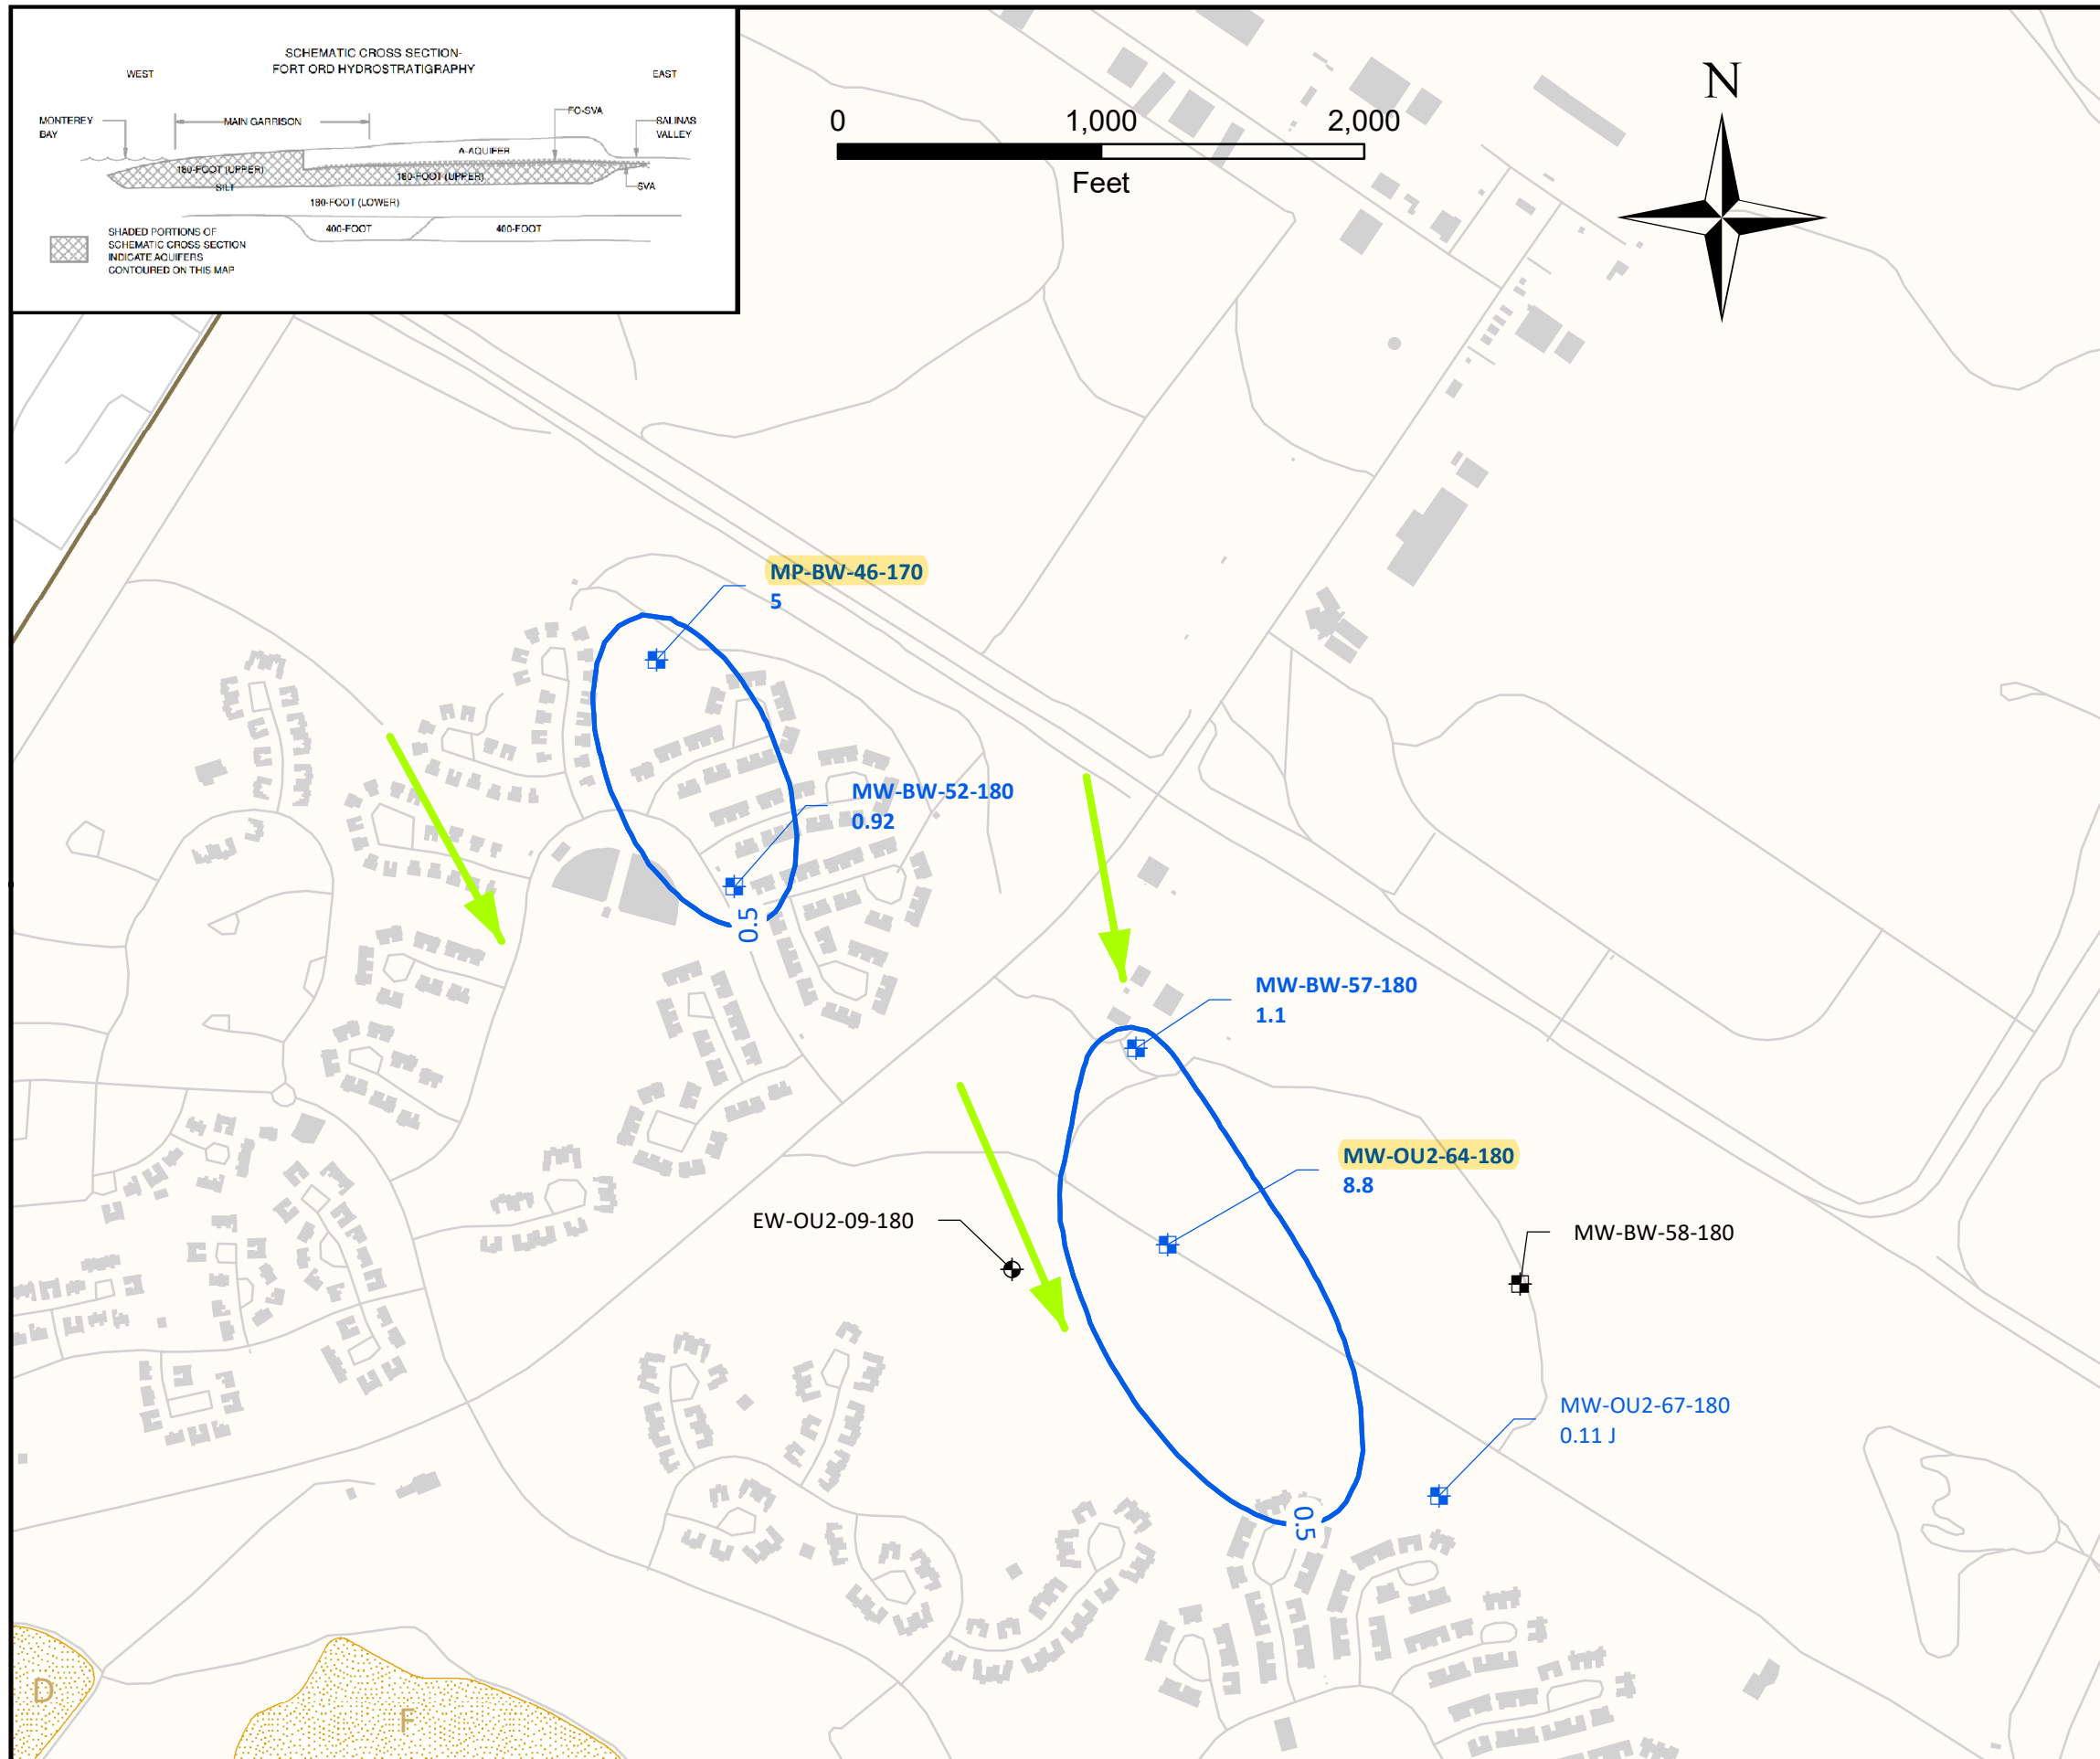 SCHEMATIC CROSS SECTION-
FORT ORD HYDROSTRATIGRAPHY
WEST
EAST
MONTEREY
BAY
MAIN GARRISON
FO-SVA
SALINAS
VALLEY
A-AQUIFER
180-FOOT (UPPER)
180-FOOT (UPPER)
SILT
SVA
180-FOOT (LOWER)
400-FOOT
400-FOOT
SHADED PORTIONS OF
SCHEMATIC CROSS SECTION
INDICATE AQUIFERS
CONTOURED ON THIS MAP
0 1,000 2,000
Feet
N
MP-BW-46-170
5
MW-BW-52-180
0.92
0.5
MW-BW-57-180
1.1
MW-OU2-64-180
8.8
EW-OU2-09-180
MW-BW-58-180
MW-OU2-67-180
0.11 J
0.5
D
F